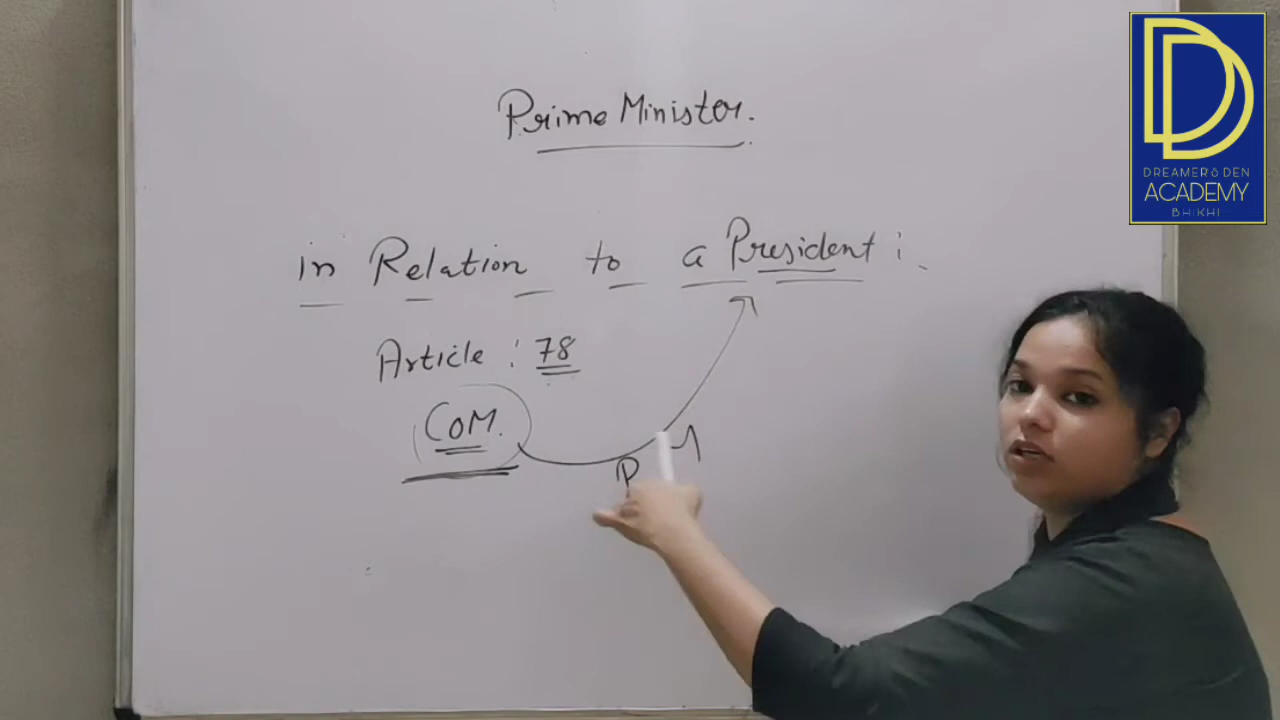 Prime Minister.
in Relation to a President :
Article : 78
COM.
P
DREAMER'S DEN
ACADEMY
BHIKHI